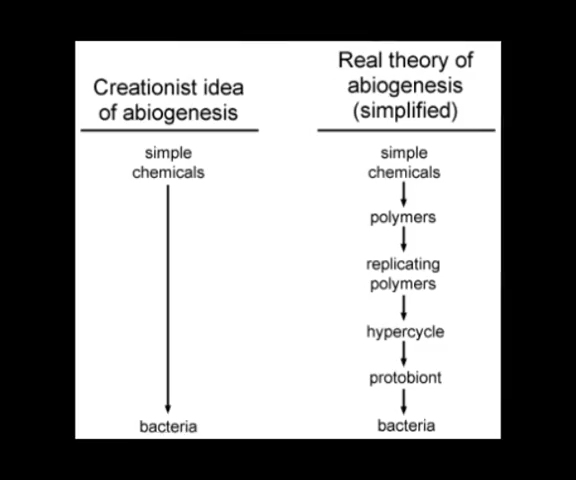 Creationist idea
of abiogenesis
simple
chemicals
bacteria
Real theory of
abiogenesis
(simplified)
simple
chemicals
polymers
replicating
polymers
hypercycle
protobiont
bacteria